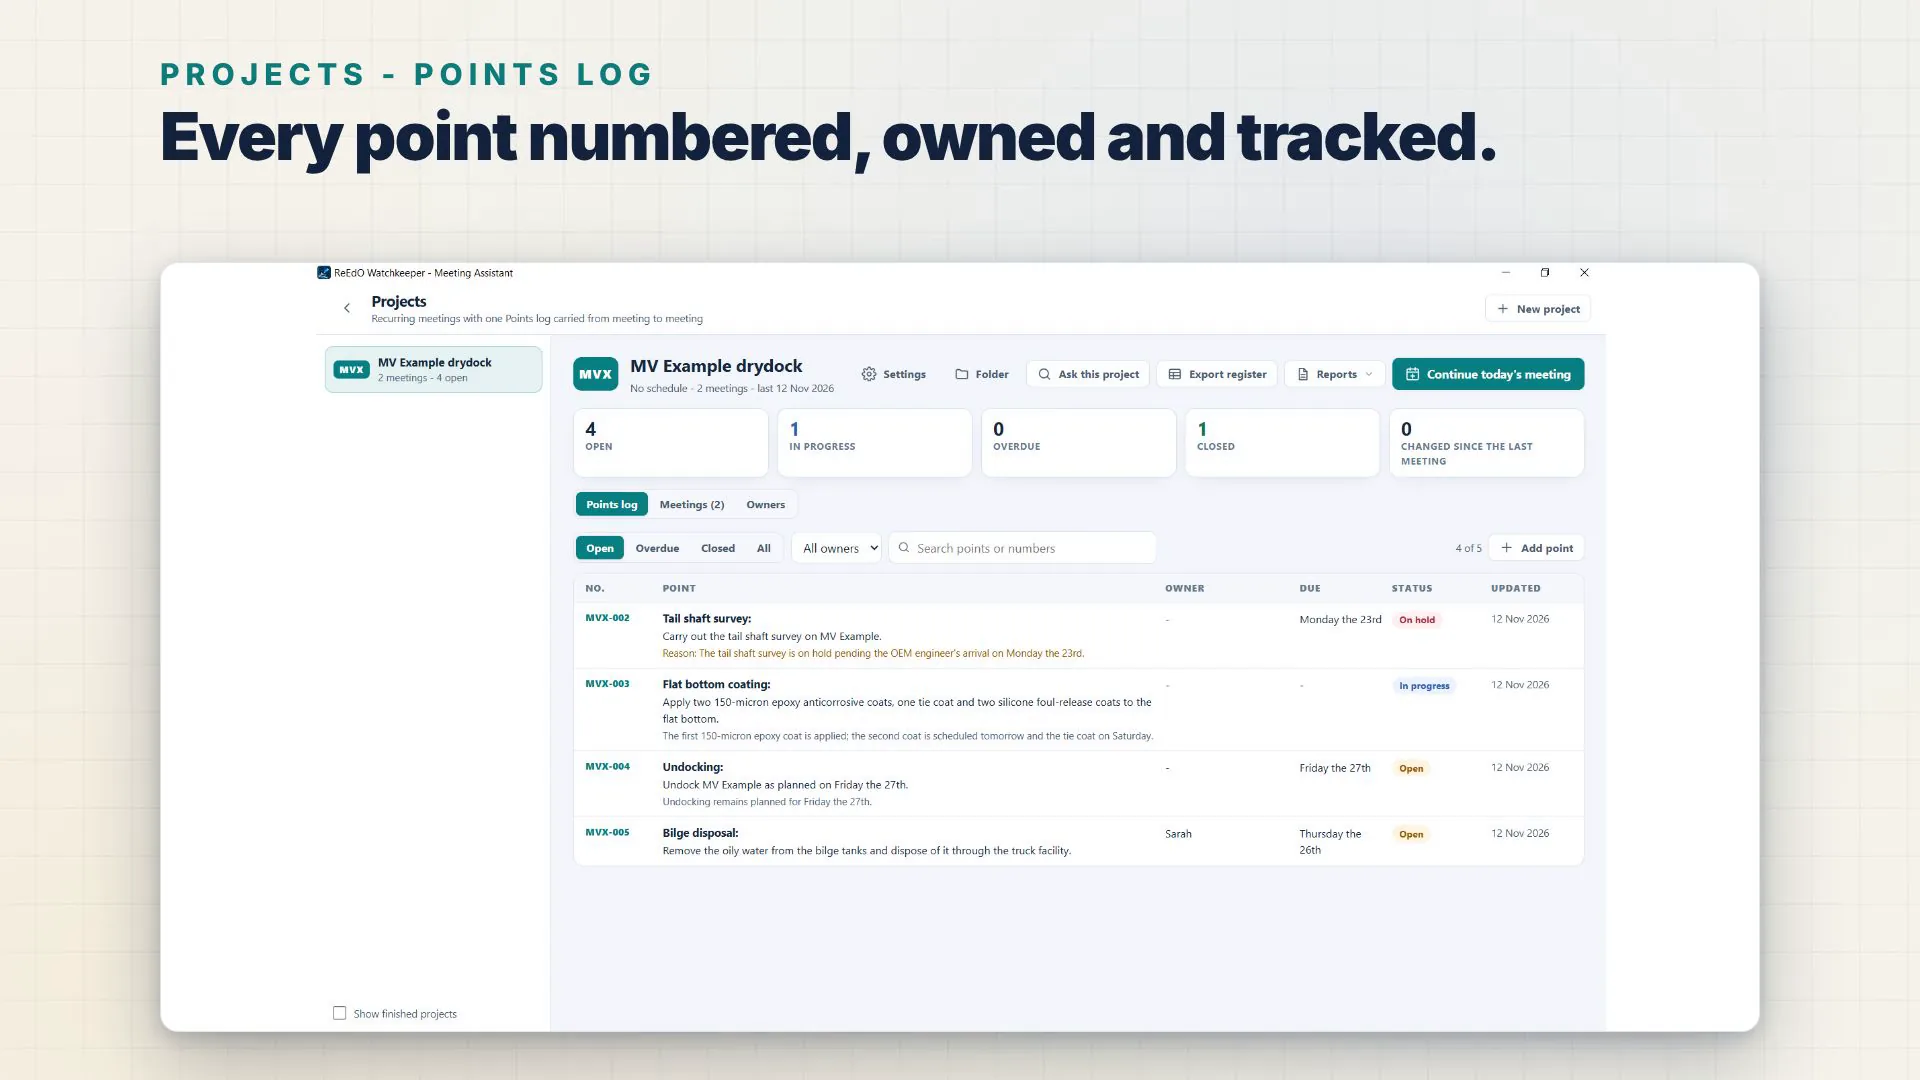 PROJECTS - POINTS LOG
Every point numbered, owned and tracked.
ReEdO Watchkeeper - Meeting Assistant
Projects
Recurring meetings with one Points log carried from meeting to meeting
New project
MVX
MV Example drydock
2 meetings - 4 open
MVX
MV Example drydock
No schedule - 2 meetings - last 12 Nov 2026
Settings
Folder
Ask this project
Export register
Reports
Continue today's meeting
4
OPEN
1
IN PROGRESS
0
OVERDUE
1
CLOSED
0
CHANGED SINCE THE LAST
MEETING
Points log
Meetings (2)
Owners
Open
Overdue
Closed
All
All owners
Search points or numbers
4 of 5
Add point
NO. POINT OWNER DUE STATUS UPDATED
MVX-002 Tail shaft survey: - Monday the 23rd On hold 12 Nov 2026
Carry out the tail shaft survey on MV Example.
Reason: The tail shaft survey is on hold pending the OEM engineer's arrival on Monday the 23rd.
MVX-003 Flat bottom coating: - - In progress 12 Nov 2026
Apply two 150-micron epoxy anticorrosive coats, one tie coat and two silicone foul-release coats to the
flat bottom.
The first 150-micron epoxy coat is applied; the second coat is scheduled tomorrow and the tie coat on Saturday.
MVX-004 Undocking: - Friday the 27th Open 12 Nov 2026
Undock MV Example as planned on Friday the 27th.
Undocking remains planned for Friday the 27th.
MVX-005 Bilge disposal: Sarah Thursday the Open 12 Nov 2026
Remove the oily water from the bilge tanks and dispose of it through the truck facility. 26th
Show finished projects